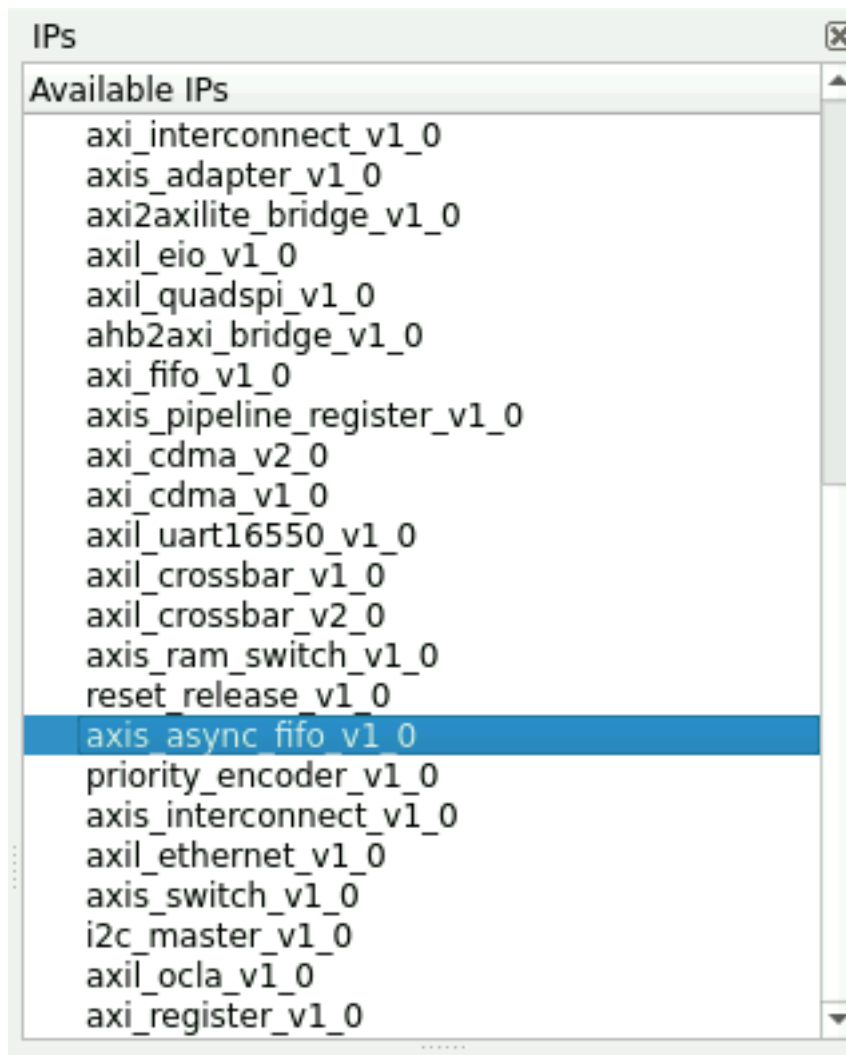 IPs
Available IPs
axi_interconnect_v1_0
axis_adapter_v1_0
axi2axilite_bridge_v1_0
axil_eio_v1_0
axil_quadspi_v1_0
ahb2axi_bridge_v1_0
axi_fifo_v1_0
axis_pipeline_register_v1_0
axi_cdma_v2_0
axi_cdma_v1_0
axil_uart16550_v1_0
axil_crossbar_v1_0
axil_crossbar_v2_0
axis_ram_switch_v1_0
reset_release_v1_0
axis_async_fifo_v1_0
priority_encoder_v1_0
axis_interconnect_v1_0
axil_ethernet_v1_0
axis_switch_v1_0
i2c_master_v1_0
axil_ocla_v1_0
axi_register_v1_0